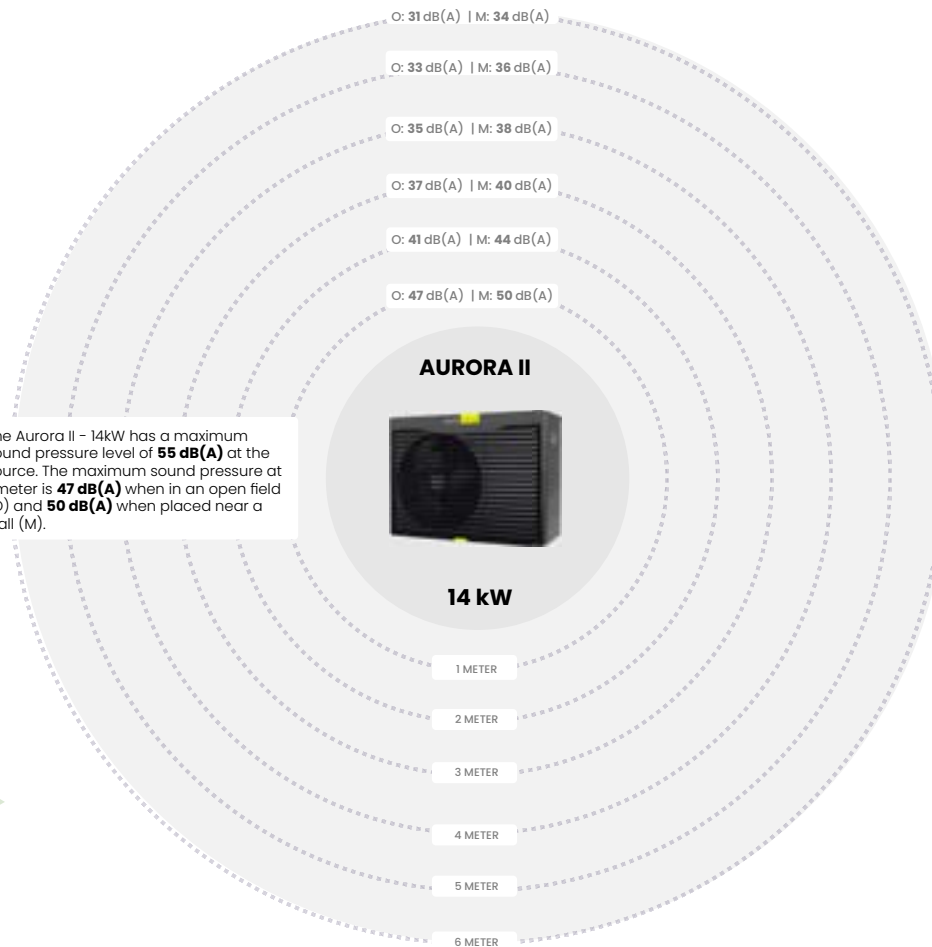 O: 31 dB(A) | M: 34 dB(A)
O: 33 dB(A) | M: 36 dB(A)
O: 35 dB(A) | M: 38 dB(A)
O: 37 dB(A) | M: 40 dB(A)
O: 41 dB(A) | M: 44 dB(A)
O: 47 dB(A) | M: 50 dB(A)
AURORA II
ne Aurora II - 14kW has a maximum
ound pressure level of 55 dB(A) at the
ource. The maximum sound pressure at
meter is 47 dB(A) when in an open field
) and 50 dB(A) when placed near a
all (M).
14 kW
1 METER
2 METER
3 METER
4 METER
5 METER
6 METER